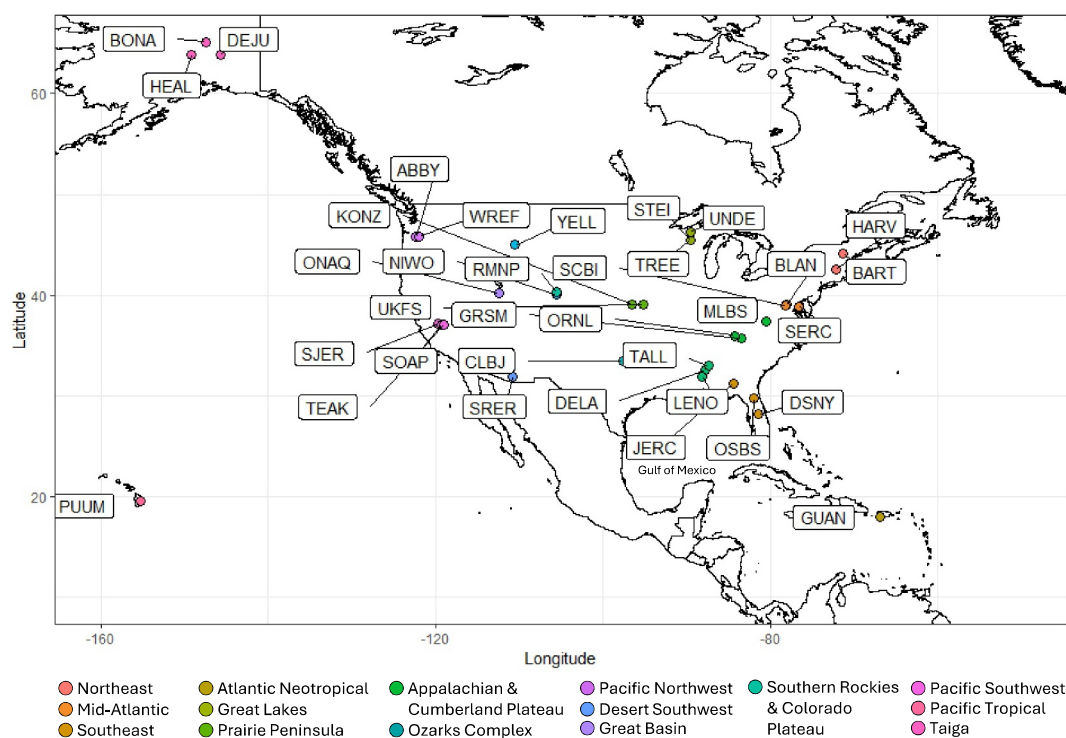 BONA
DEJU
HEAL
60
ABBY
KONZ
WREF
YELL
STEI
UNDE
HARV
ONAQ
NIWO
RMNP
SCBI
TREE
BLAN
BART
40
UKFS
GRSM
ORNL
MLBS
SERC
SJER
SOAP
CLBJ
TALL
TEAK
SRER
DELA
LENO
DSNY
JERC
OSBS
Gulf of Mexico
20
PUUM
GUAN
Latitude
-160
-120
-80
Longitude
Northeast
Mid-Atlantic
Southeast
Atlantic Neotropical
Great Lakes
Prairie Peninsula
Appalachian &
Cumberland Plateau
Ozarks Complex
Pacific Northwest
Desert Southwest
Great Basin
Southern Rockies
& Colorado
Plateau
Pacific Southwest
Pacific Tropical
Taiga